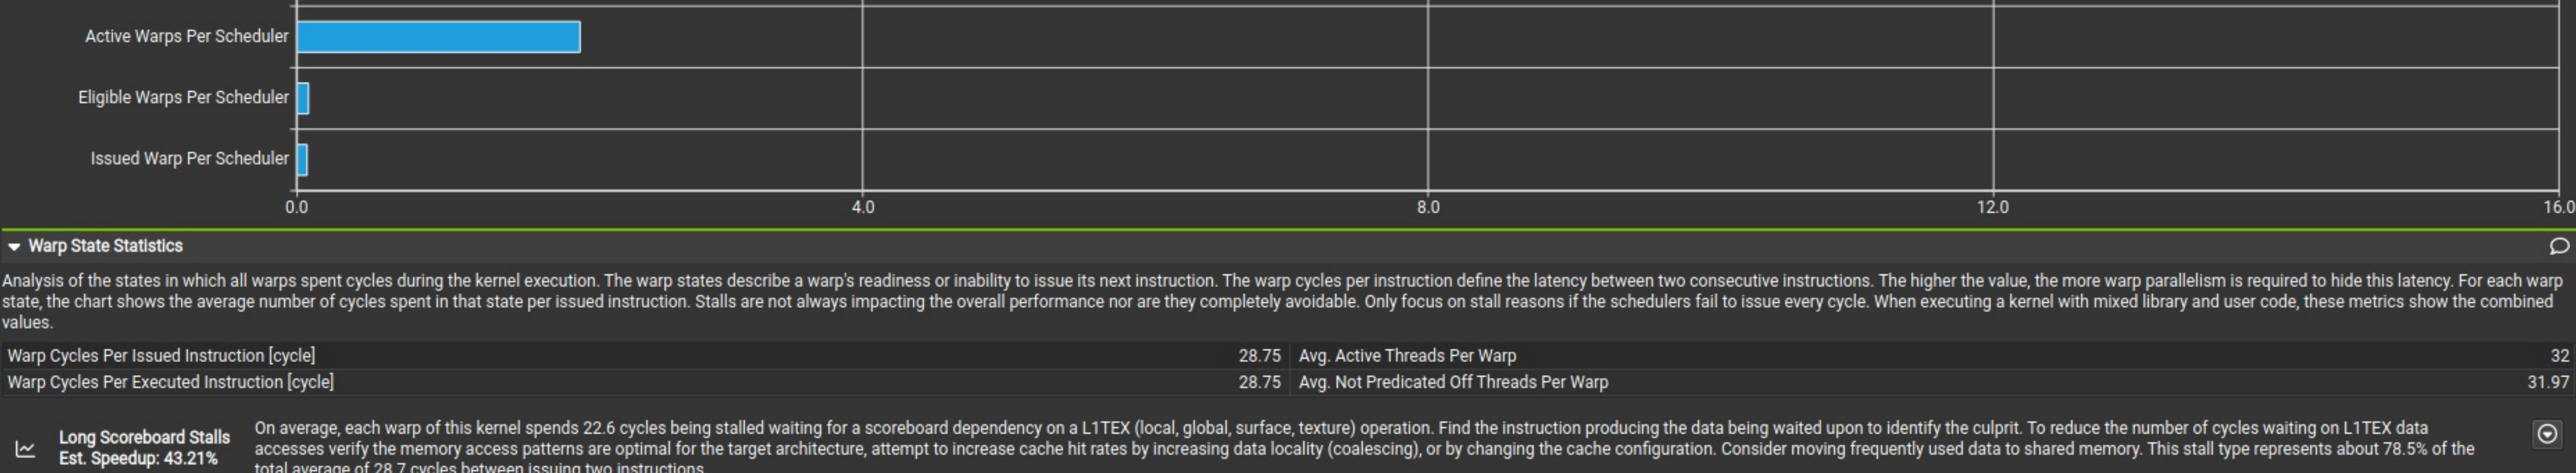 Active Warps Per Scheduler
Eligible Warps Per Scheduler
Issued Warp Per Scheduler
0.0 4.0 8.0 12.0 16.0
Warp State Statistics
Analysis of the states in which all warps spent cycles during the kernel execution. The warp states describe a warp's readiness or inability to issue its next instruction. The warp cycles per instruction define the latency between two consecutive instructions. The higher the value, the more warp parallelism is required to hide this latency. For each warp
state, the chart shows the average number of cycles spent in that state per issued instruction. Stalls are not always impacting the overall performance nor are they completely avoidable. Only focus on stall reasons if the schedulers fail to issue every cycle. When executing a kernel with mixed library and user code, these metrics show the combined
values.
Warp Cycles Per Issued Instruction [cycle] 28.75 Avg. Active Threads Per Warp 32
Warp Cycles Per Executed Instruction [cycle] 28.75 Avg. Not Predicated Off Threads Per Warp 31.97
Long Scoreboard Stalls
Est. Speedup: 43.21%
On average, each warp of this kernel spends 22.6 cycles being stalled waiting for a scoreboard dependency on a L1TEX (local, global, surface, texture) operation. Find the instruction producing the data being waited upon to identify the culprit. To reduce the number of cycles waiting on L1TEX data
accesses verify the memory access patterns are optimal for the target architecture, attempt to increase cache hit rates by increasing data locality (coalescing), or by changing the cache configuration. Consider moving frequently used data to shared memory. This stall type represents about 78.5% of the
total average of 28.7 cycles between issuing two instructions.